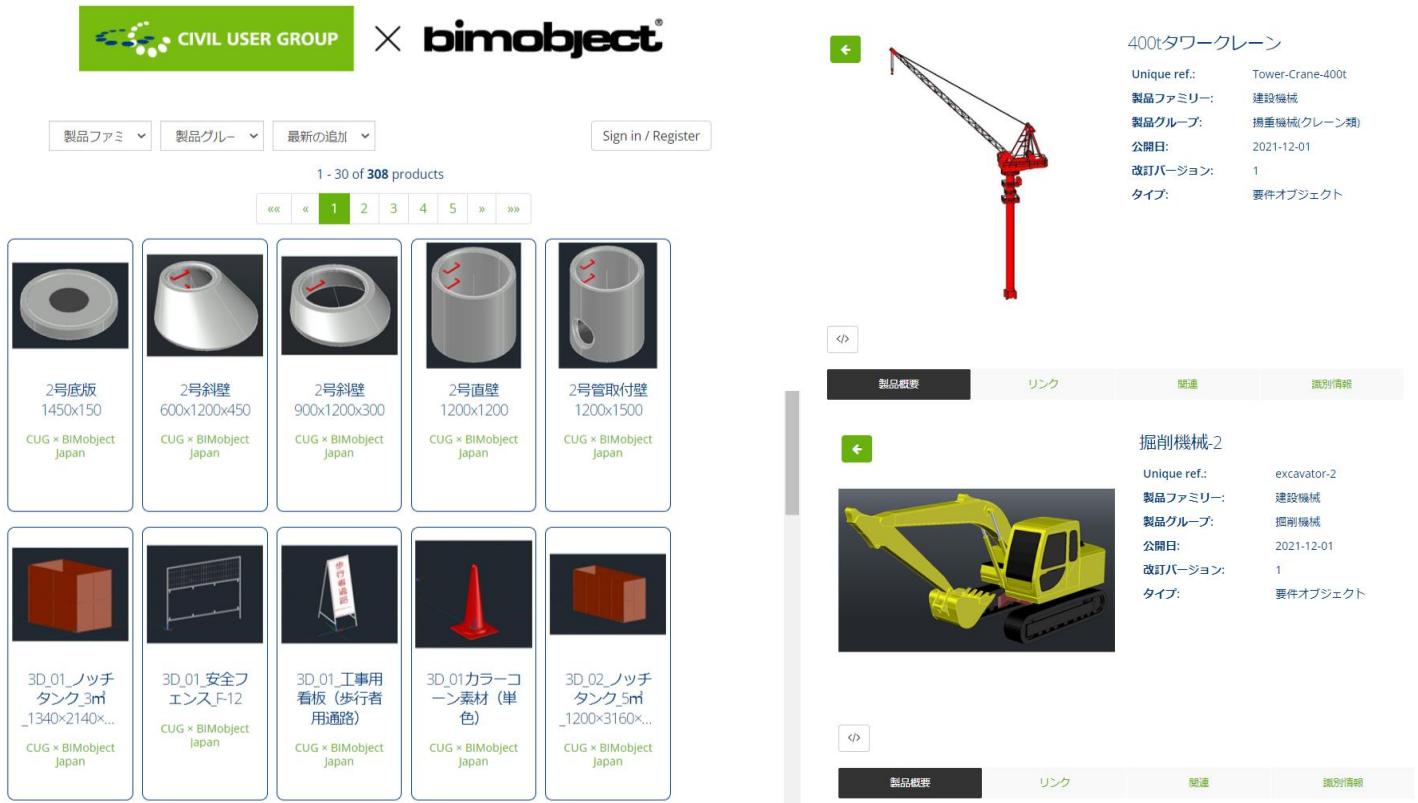 CIVIL USER GROUP × bimobject®
製品ファミ 製品グルー 最新の追加 Sign in / Register
1 - 30 of 308 products
«« « 1 2 3 4 5 » »»
2号底版
1450x150
CUG × BIMobject
Japan
2号斜壁
600x1200x450
CUG × BIMobject
Japan
2号斜壁
900x1200x300
CUG × BIMobject
Japan
2号直壁
1200x1200
CUG × BIMobject
Japan
2号管取付壁
1200x1500
CUG × BIMobject
Japan
3D_01_ノッチ
タンク_3㎥
_1340×2140×...
CUG × BIMobject
Japan
3D_01_安全フ
ェンス_F-12
CUG × BIMobject
Japan
歩行者通路
3D_01_工事用
看板（歩行者
用通路）
CUG × BIMobject
Japan
3D_01カラーコ
ーン素材（単
色）
CUG × BIMobject
Japan
3D_02_ノッチ
タンク_5㎥
_1200×3160×...
CUG × BIMobject
Japan
400tタワークレーン
Unique ref.: Tower-Crane-400t
製品ファミリー: 建設機械
製品グループ: 揚重機械(クレーン類)
公開日: 2021-12-01
改訂バージョン: 1
タイプ: 要件オブジェクト
</>
製品概要 リンク 関連 識別情報
掘削機械-2
Unique ref.: excavator-2
製品ファミリー: 建設機械
製品グループ: 掘削機械
公開日: 2021-12-01
改訂バージョン: 1
タイプ: 要件オブジェクト
</>
製品概要 リンク 関連 識別情報